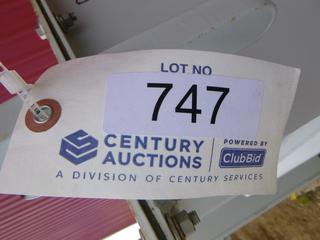 LOT NO
747
CENTURY AUCTIONS
POWERED BY
ClubBid
A DIVISION OF CENTURY SERVICES